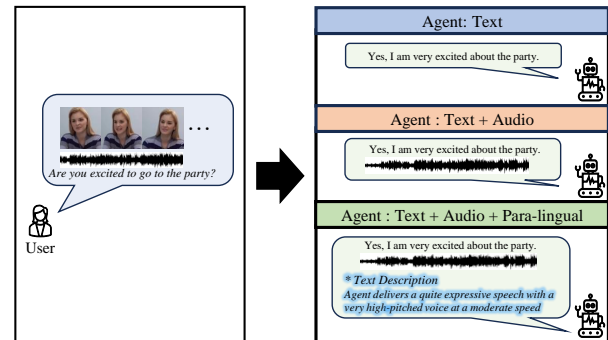 Are you excited to go to the party?
User
Agent: Text
Yes, I am very excited about the party.
Agent : Text + Audio
Yes, I am very excited about the party.
Agent : Text + Audio + Para-lingual
Yes, I am very excited about the party.
* Text Description
Agent delivers a quite expressive speech with a
very high-pitched voice at a moderate speed